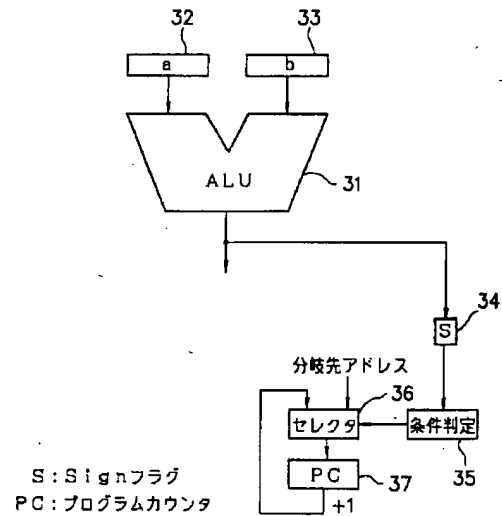 32
33
a
b
ALU
31
34
S
分岐先アドレス
36
セレクタ
条件判定
35
PC
37
+1
S:Signフラグ
PC:プログラムカウンタ